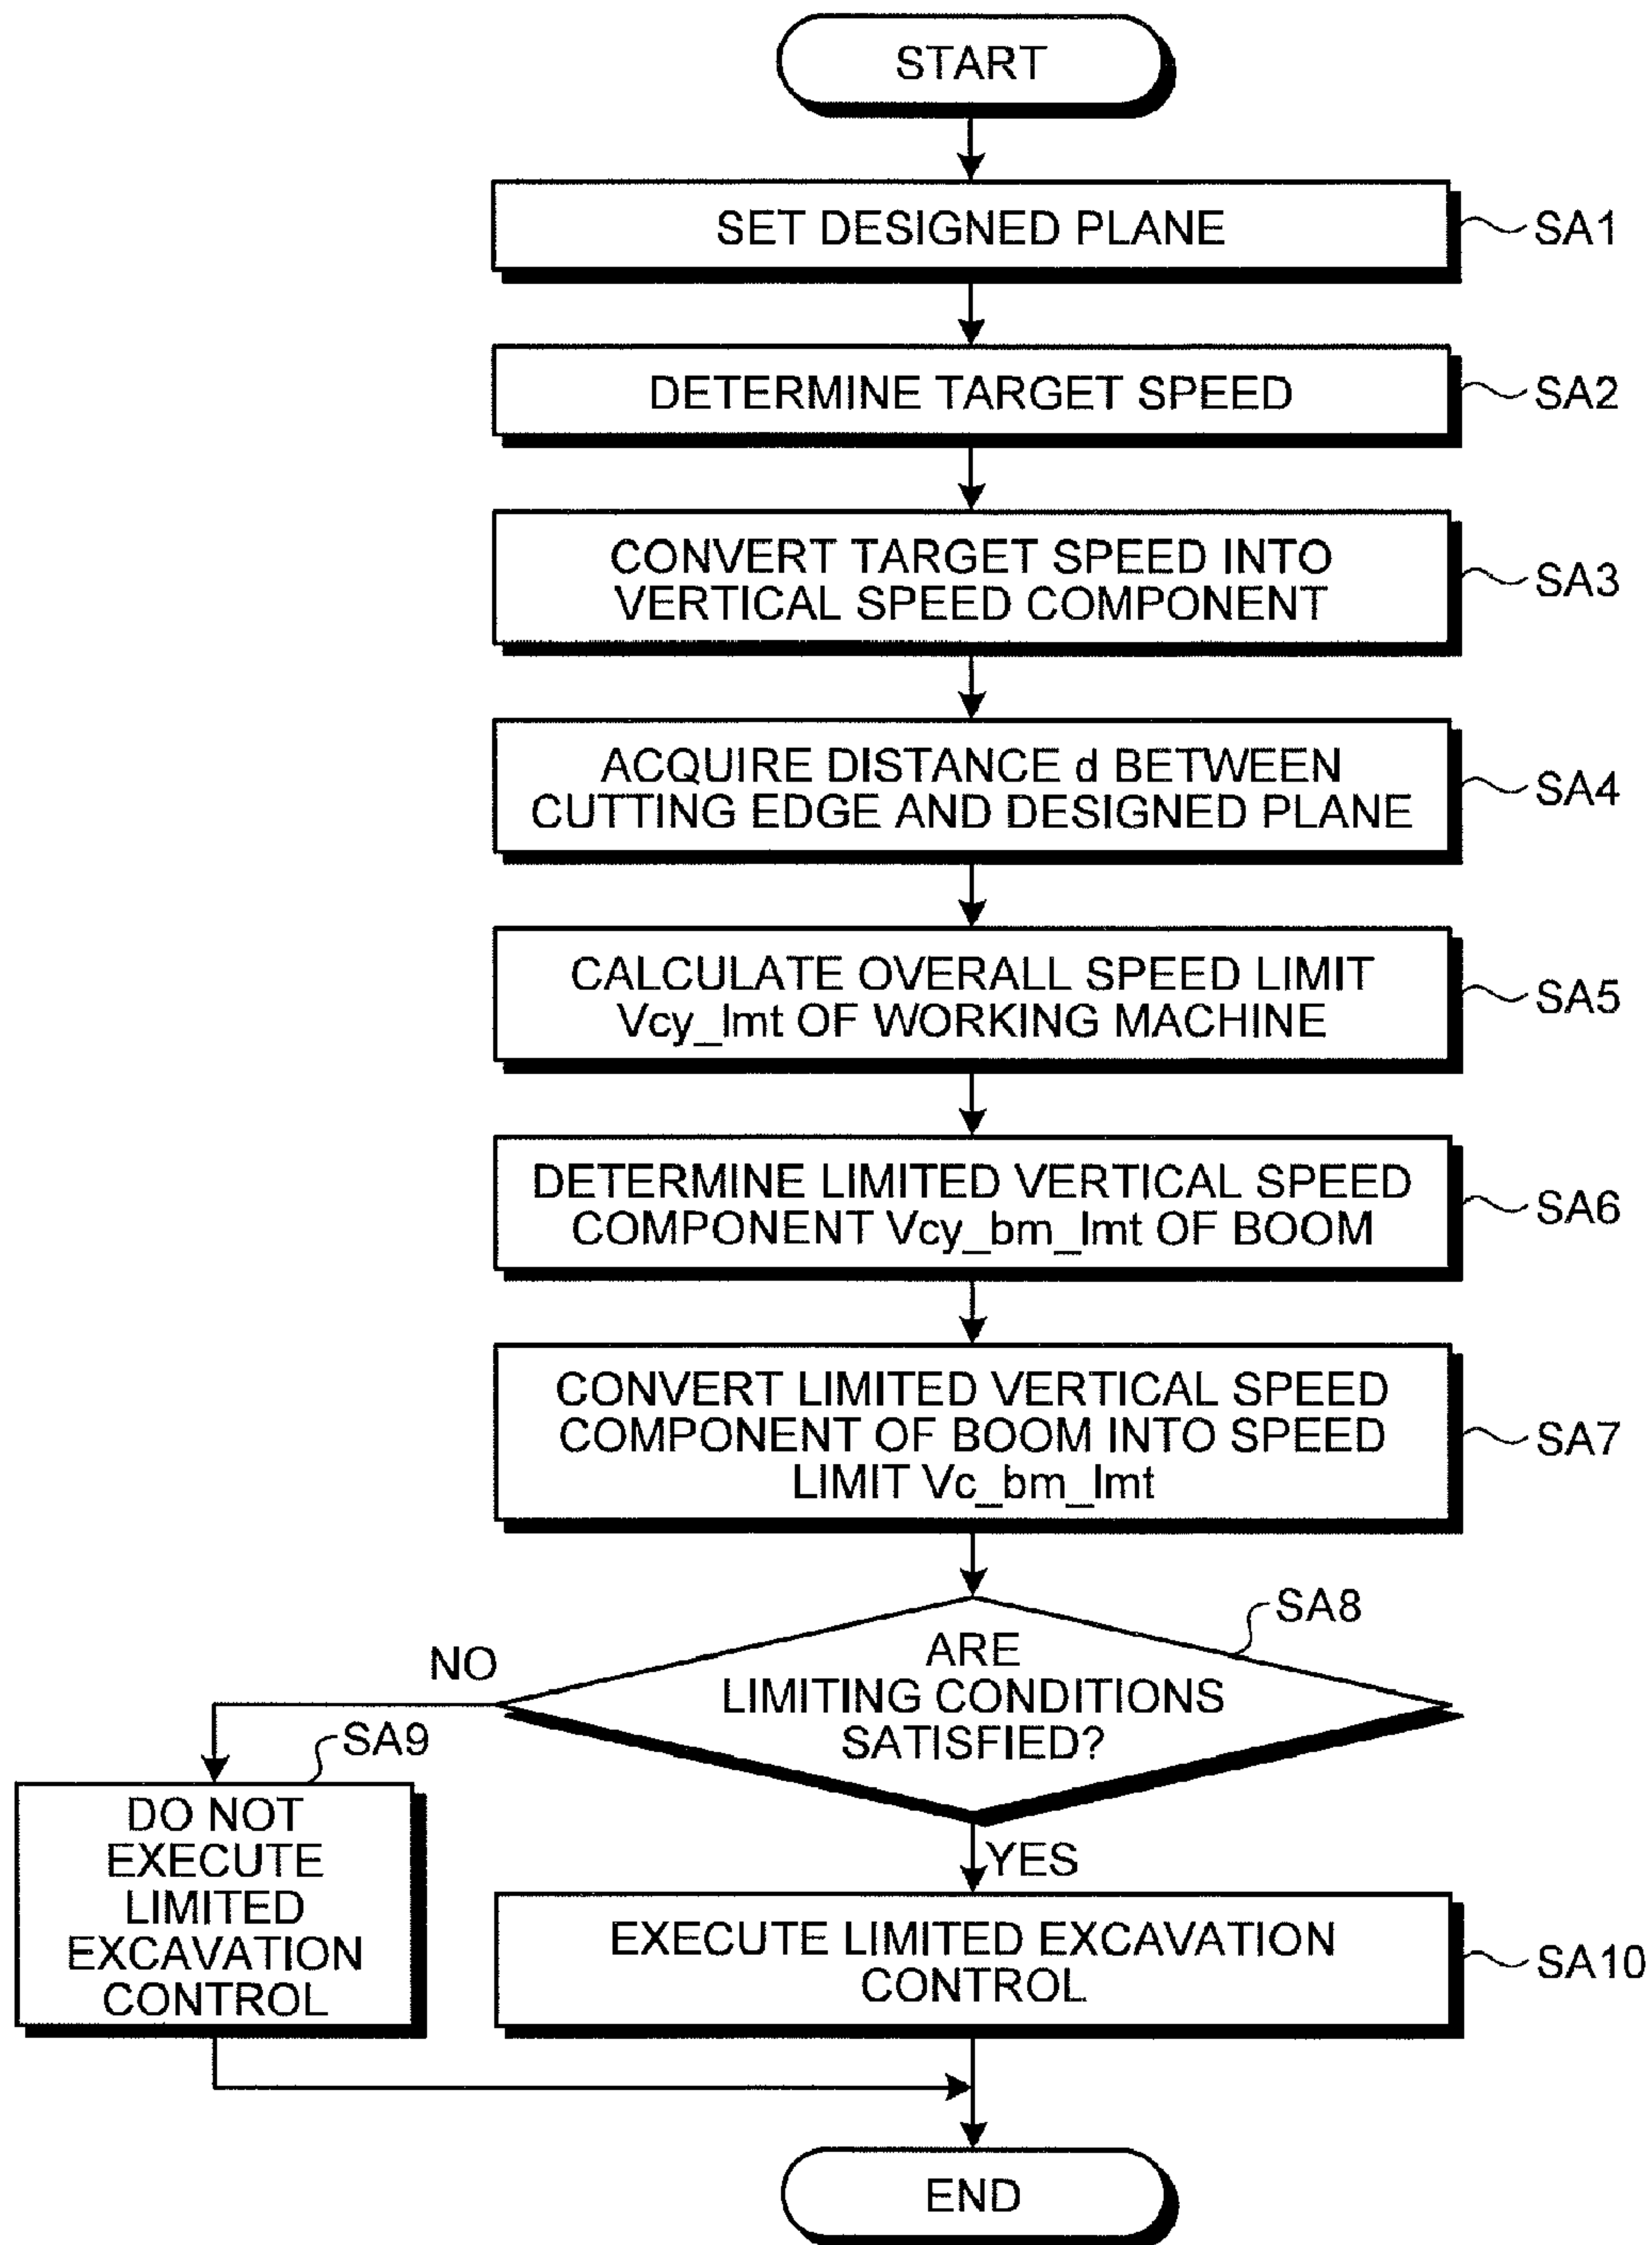 START
SET DESIGNED PLANE
SA1
DETERMINE TARGET SPEED
SA2
CONVERT TARGET SPEED INTO
VERTICAL SPEED COMPONENT
SA3
ACQUIRE DISTANCE d BETWEEN
CUTTING EDGE AND DESIGNED PLANE
SA4
CALCULATE OVERALL SPEED LIMIT
Vcy_lmt OF WORKING MACHINE
SA5
DETERMINE LIMITED VERTICAL SPEED
COMPONENT Vcy_bm_lmt OF BOOM
SA6
CONVERT LIMITED VERTICAL SPEED
COMPONENT OF BOOM INTO SPEED
LIMIT Vc_bm_lmt
SA7
SA8
ARE
LIMITING CONDITIONS
SATISFIED?
NO
SA9
DO NOT
EXECUTE
LIMITED
EXCAVATION
CONTROL
YES
EXECUTE LIMITED EXCAVATION
CONTROL
SA10
END